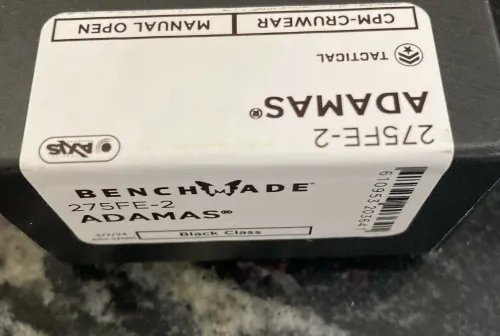 275FE-2
ADAMAS®
TACTICAL
CPM-CRUWEAR
MANUAL OPEN
AXIS
BENCHMADE
275FE-2
ADAMAS®
Black Class